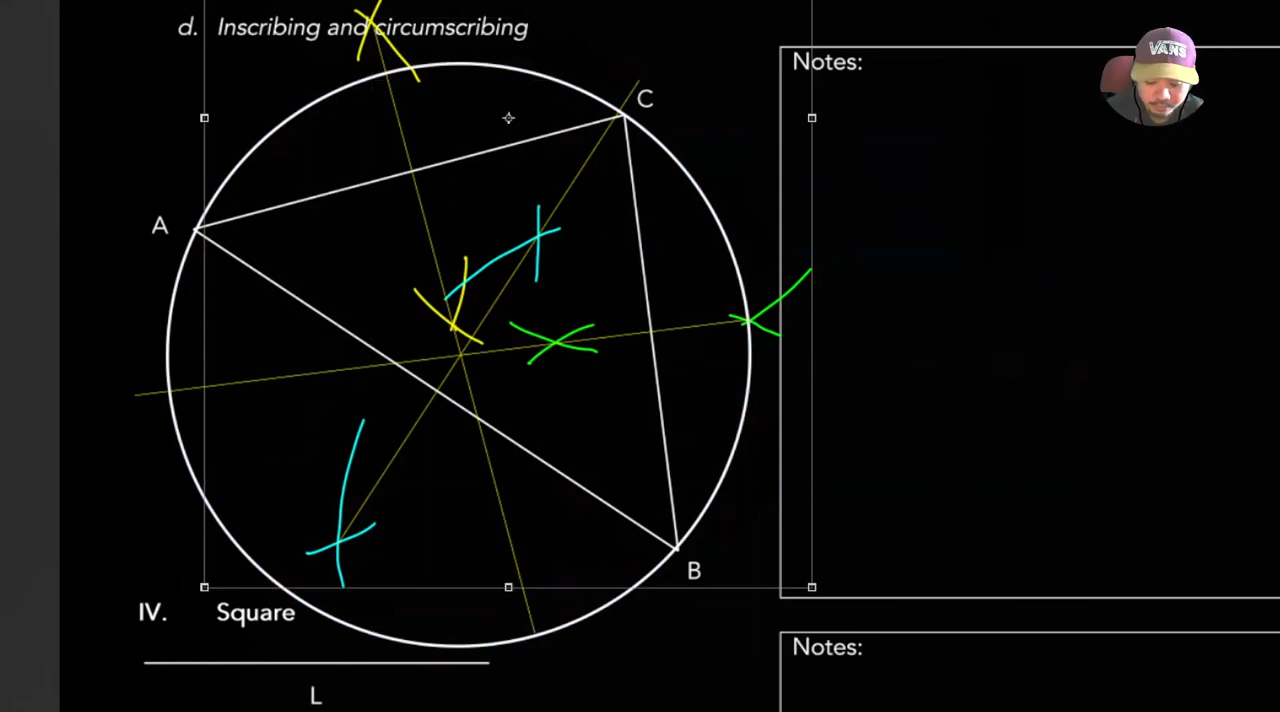 d. Inscribing and circumscribing
Notes:
VANS
C
A
B
IV. Square
Notes:
L